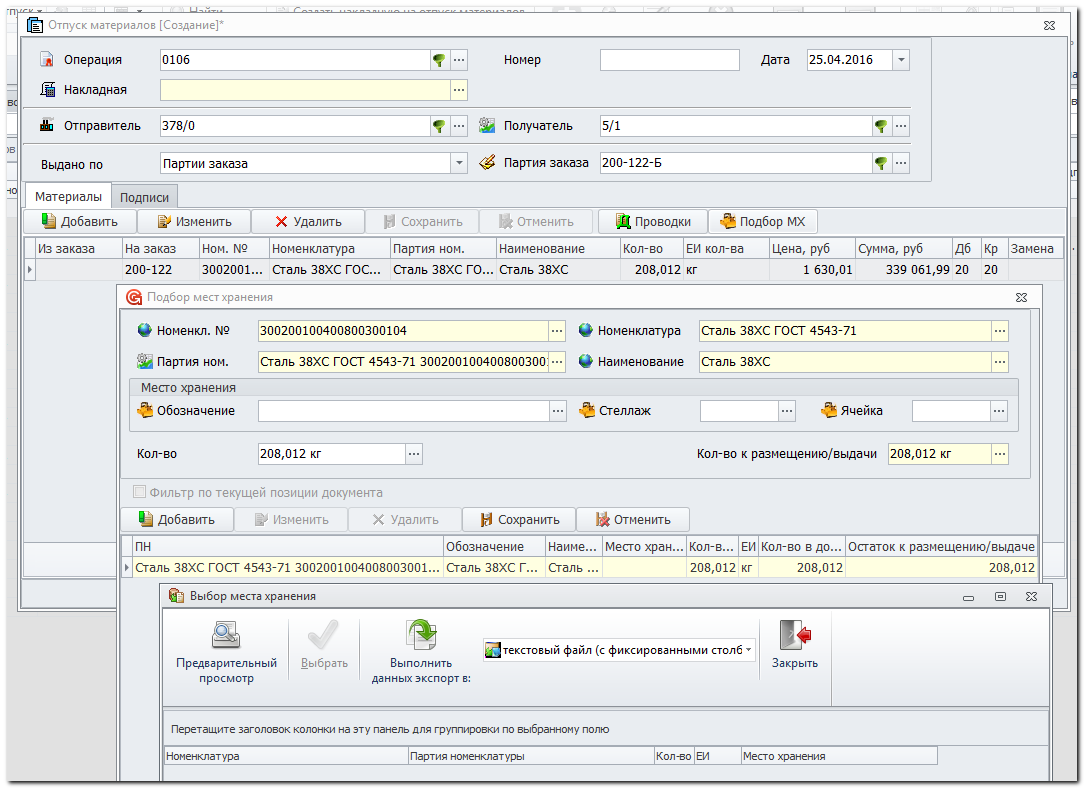 Отпуск материалов [Создание]*
Операция 0106 Номер Дата 25.04.2016
Накладная
Отправитель 378/0 Получатель 5/1
Выдано по Партии заказа Партия заказа 200-122-Б
Материалы Подписи
Добавить Изменить Удалить Сохранить Отменить Проводки Подбор МХ
Из заказа На заказ Ном. № Номенклатура Партия ном. Наименование Кол-во ЕИ кол-ва Цена, руб Сумма, руб Дб Кр Замена
200-122 3002001... Сталь 38ХС ГОС... Сталь 38ХС ГО... Сталь 38ХС 208,012 кг 1 630,01 339 061,99 20 20
Подбор мест хранения
Номенкл. № 300200100400800300104 Номенклатура Сталь 38ХС ГОСТ 4543-71
Партия ном. Сталь 38ХС ГОСТ 4543-71 300200100400800300: Наименование Сталь 38ХС
Место хранения
Обозначение Стеллаж Ячейка
Кол-во 208,012 кг Кол-во к размещению/выдачи 208,012 кг
Фильтр по текущей позиции документа
Добавить Изменить Удалить Сохранить Отменить
ПН Обозначение Наиме... Место хран... Кол-в... ЕИ Кол-во в до... Остаток к размещению/выдаче
Сталь 38ХС ГОСТ 4543-71 3002001004008003001... Сталь 38ХС Г... Сталь ... 208,012 кг 208,012 208,012
Выбор места хранения
Предварительный просмотр
Выбрать
Выполнить данных экспорт в:
текстовый файл (с фиксированными столб
Закрыть
Перетащите заголовок колонки на эту панель для группировки по выбранному полю
Номенклатура Партия номенклатуры Кол-во ЕИ Место хранения